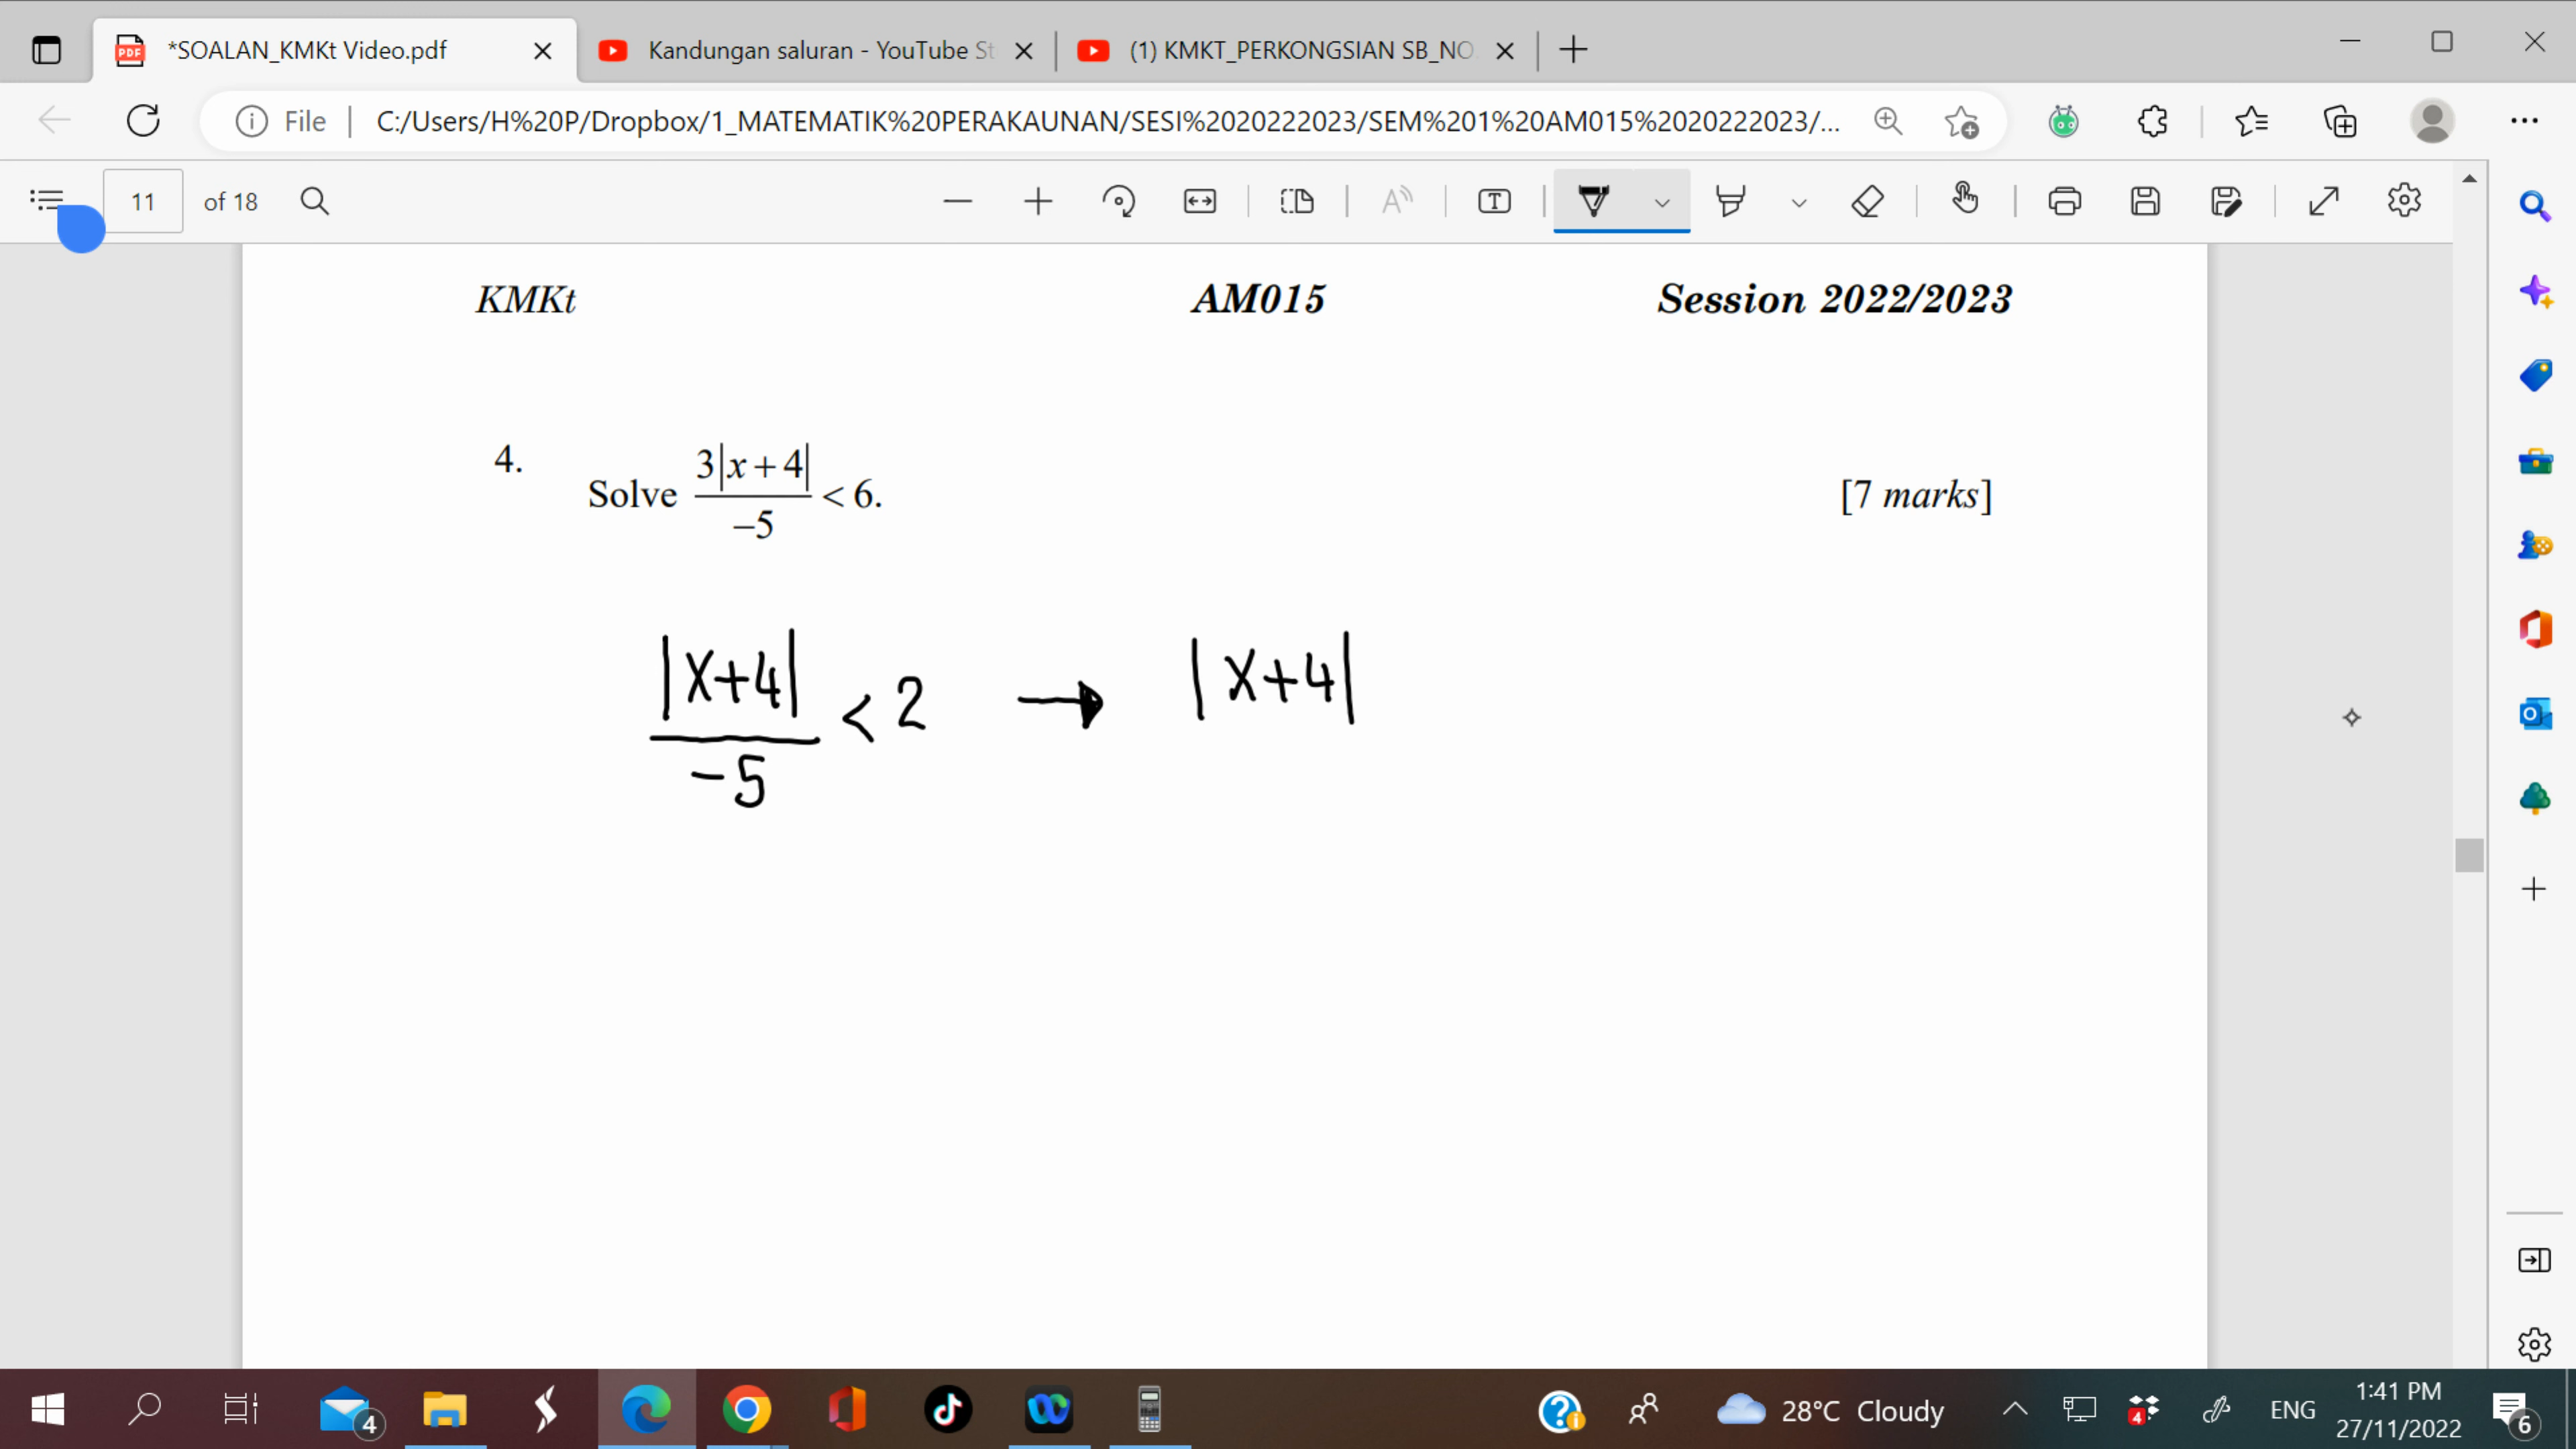 *SOALAN_KMKt Video.pdf
Kandungan saluran - YouTube St
(1) KMKT_PERKONGSIAN SB_NO
File
C:/Users/H%20P/Dropbox/1_MATEMATIK%20PERAKAUNAN/SESI%2020222023/SEM%201%20AM015%2020222023/...
11 of 18
KMKt AM015 Session 2022/2023
4. Solve 3|x+4|/−5 < 6. [7 marks]
|x+4|/−5 < 2 → |x+4|
4
28°C Cloudy
4
ENG
1:41 PM
27/11/2022
6